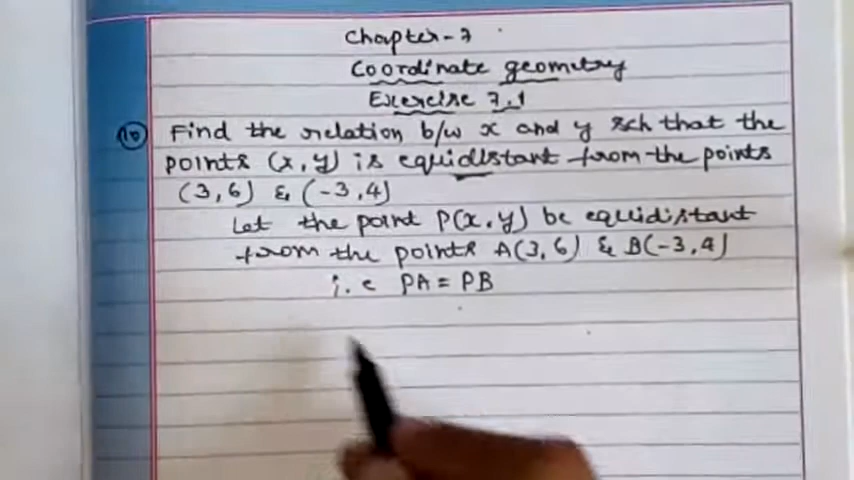 Chapter-7
Coordinate geometry
Exercise 7.1
10 Find the relation b/w x and y sch that the
points (x,y) is equidistant from the points
(3,6) & (-3,4)
Let the point P(x,y) be equidistant
from the points A(3,6) & B(-3,4)
i.e PA = PB